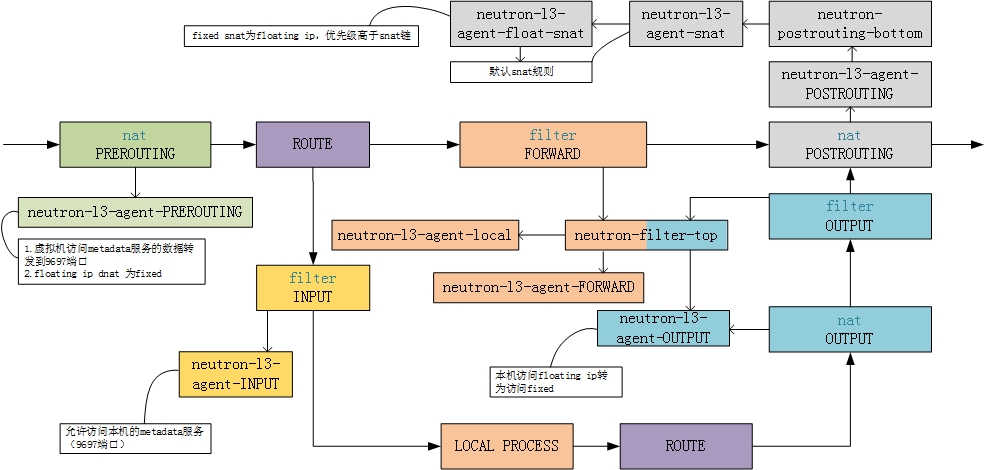 fixed snat为floating ip，优先级高于snat链
neutron-l3-
agent-float-snat
neutron-l3-
agent-snat
neutron-
postrouting-bottom
默认snat规则
neutron-l3-agent-
POSTROUTING
nat
PREROUTING
ROUTE
filter
FORWARD
nat
POSTROUTING
neutron-l3-agent-PREROUTING
filter
OUTPUT
neutron-l3-agent-local
neutron-filter-top
1.虚拟机访问metadata服务的数据转
发到9697端口
2.floating ip dnat 为fixed
filter
INPUT
neutron-l3-agent-FORWARD
neutron-l3-
agent-OUTPUT
nat
OUTPUT
neutron-l3-
agent-INPUT
本机访问floating ip转
为访问fixed
允许访问本机的metadata服务
（9697端口）
LOCAL PROCESS
ROUTE